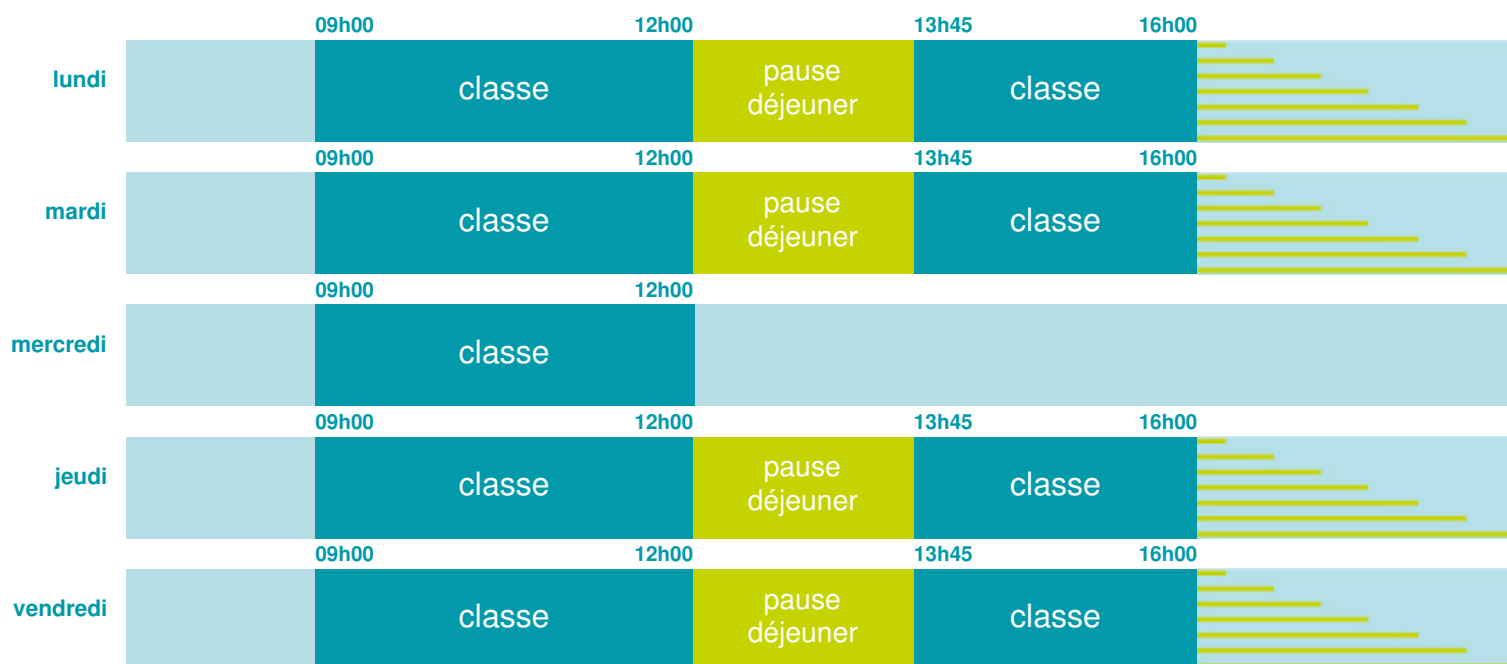 09h00 12h00 13h45 16h00
lundi
classe
pause
déjeuner
classe
09h00 12h00 13h45 16h00
mardi
classe
pause
déjeuner
classe
09h00 12h00
mercredi
classe
09h00 12h00 13h45 16h00
jeudi
classe
pause
déjeuner
classe
09h00 12h00 13h45 16h00
vendredi
classe
pause
déjeuner
classe